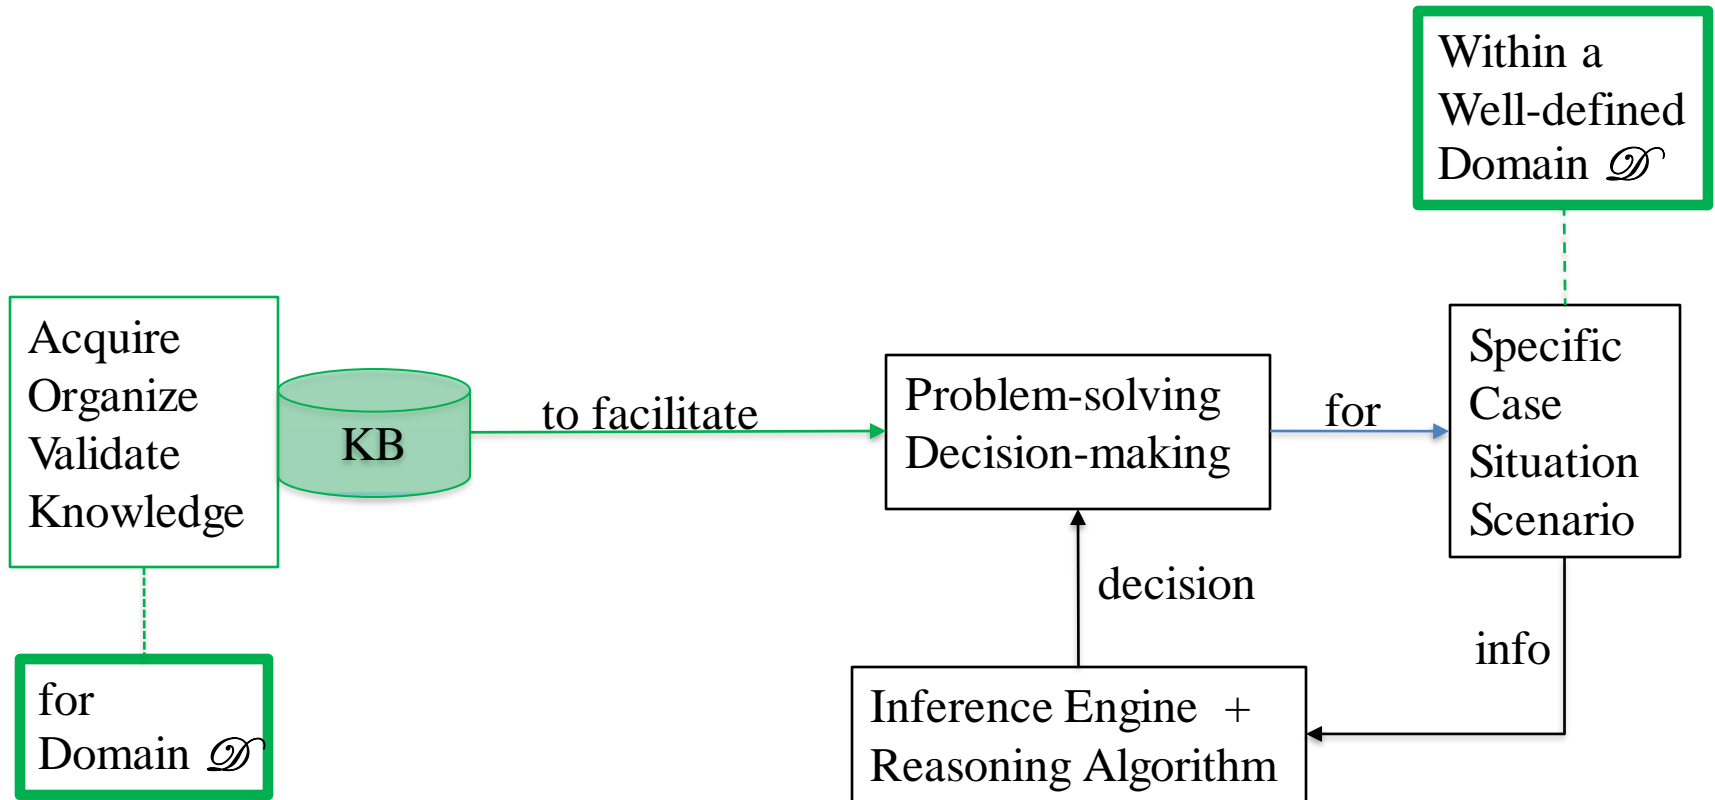 Within a
Well-defined
Domain 𝒟
Acquire
Organize
Validate
Knowledge
KB
to facilitate
Problem-solving
Decision-making
for
Specific
Case
Situation
Scenario
decision
info
for
Domain 𝒟
Inference Engine +
Reasoning Algorithm